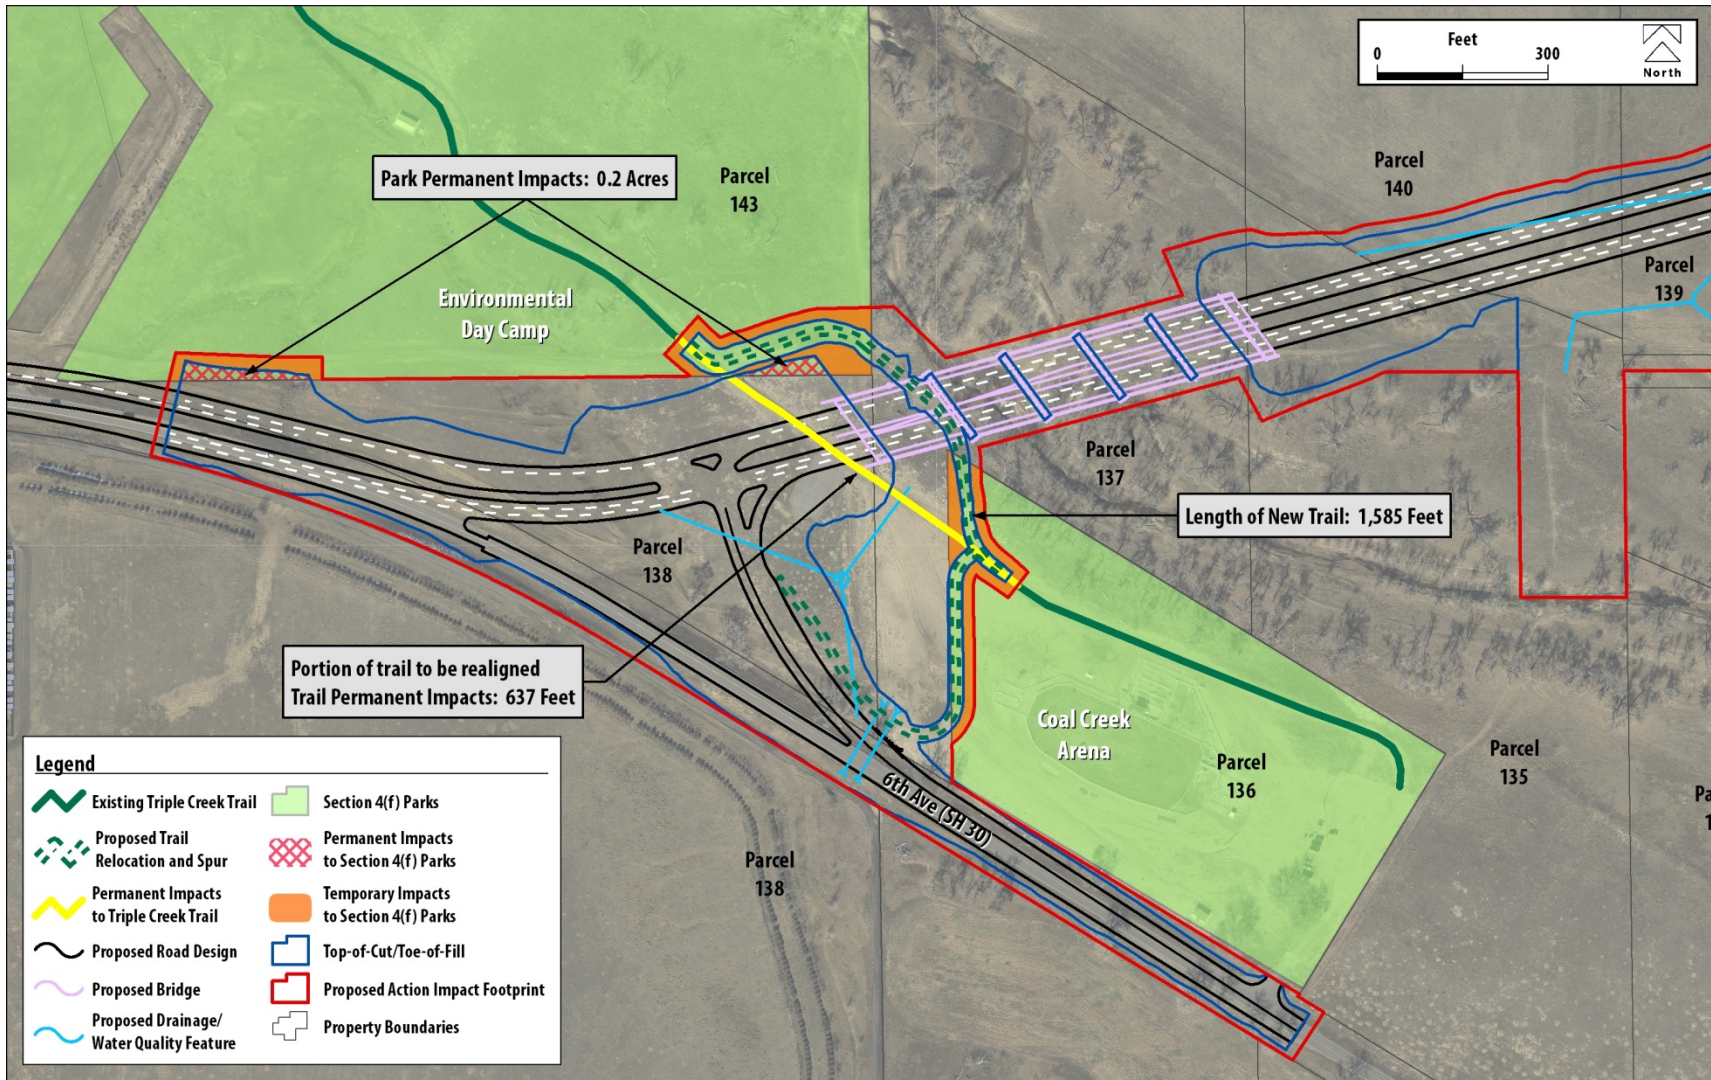 Feet
0
300
North
Parcel
140
Park Permanent Impacts: 0.2 Acres
Parcel
143
Parcel
139
Environmental
Day Camp
Parcel
137
Length of New Trail: 1,585 Feet
Parcel
138
Portion of trail to be realigned
Trail Permanent Impacts: 637 Feet
Coal Creek
Arena
Parcel
136
Parcel
135
6th Ave (SH 30)
Parcel
138
Legend
Existing Triple Creek Trail
Proposed Trail
Relocation and Spur
Permanent Impacts
to Triple Creek Trail
Proposed Road Design
Proposed Bridge
Proposed Drainage/
Water Quality Feature
Section 4(f) Parks
Permanent Impacts
to Section 4(f) Parks
Temporary Impacts
to Section 4(f) Parks
Top-of-Cut/Toe-of-Fill
Proposed Action Impact Footprint
Property Boundaries